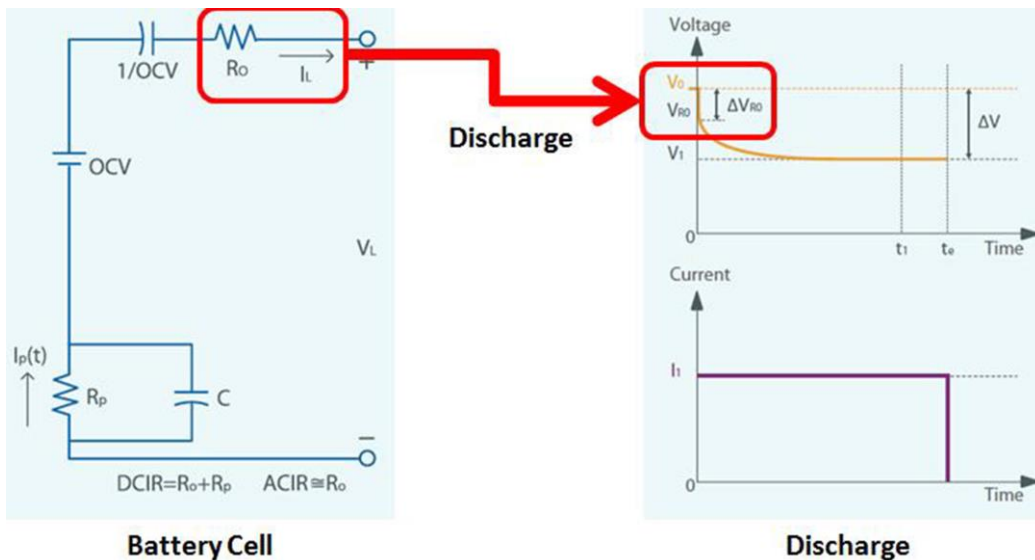 1/OCV
Ro
IL
+
OCV
VL
Ip(t)
Rp
C
−
DCIR=Ro+Rp ACIR≅Ro
Battery Cell
Discharge
Voltage
V0
VR0
ΔVR0
ΔV
V1
0
t1
te
Time
Current
I1
0
Time
Discharge